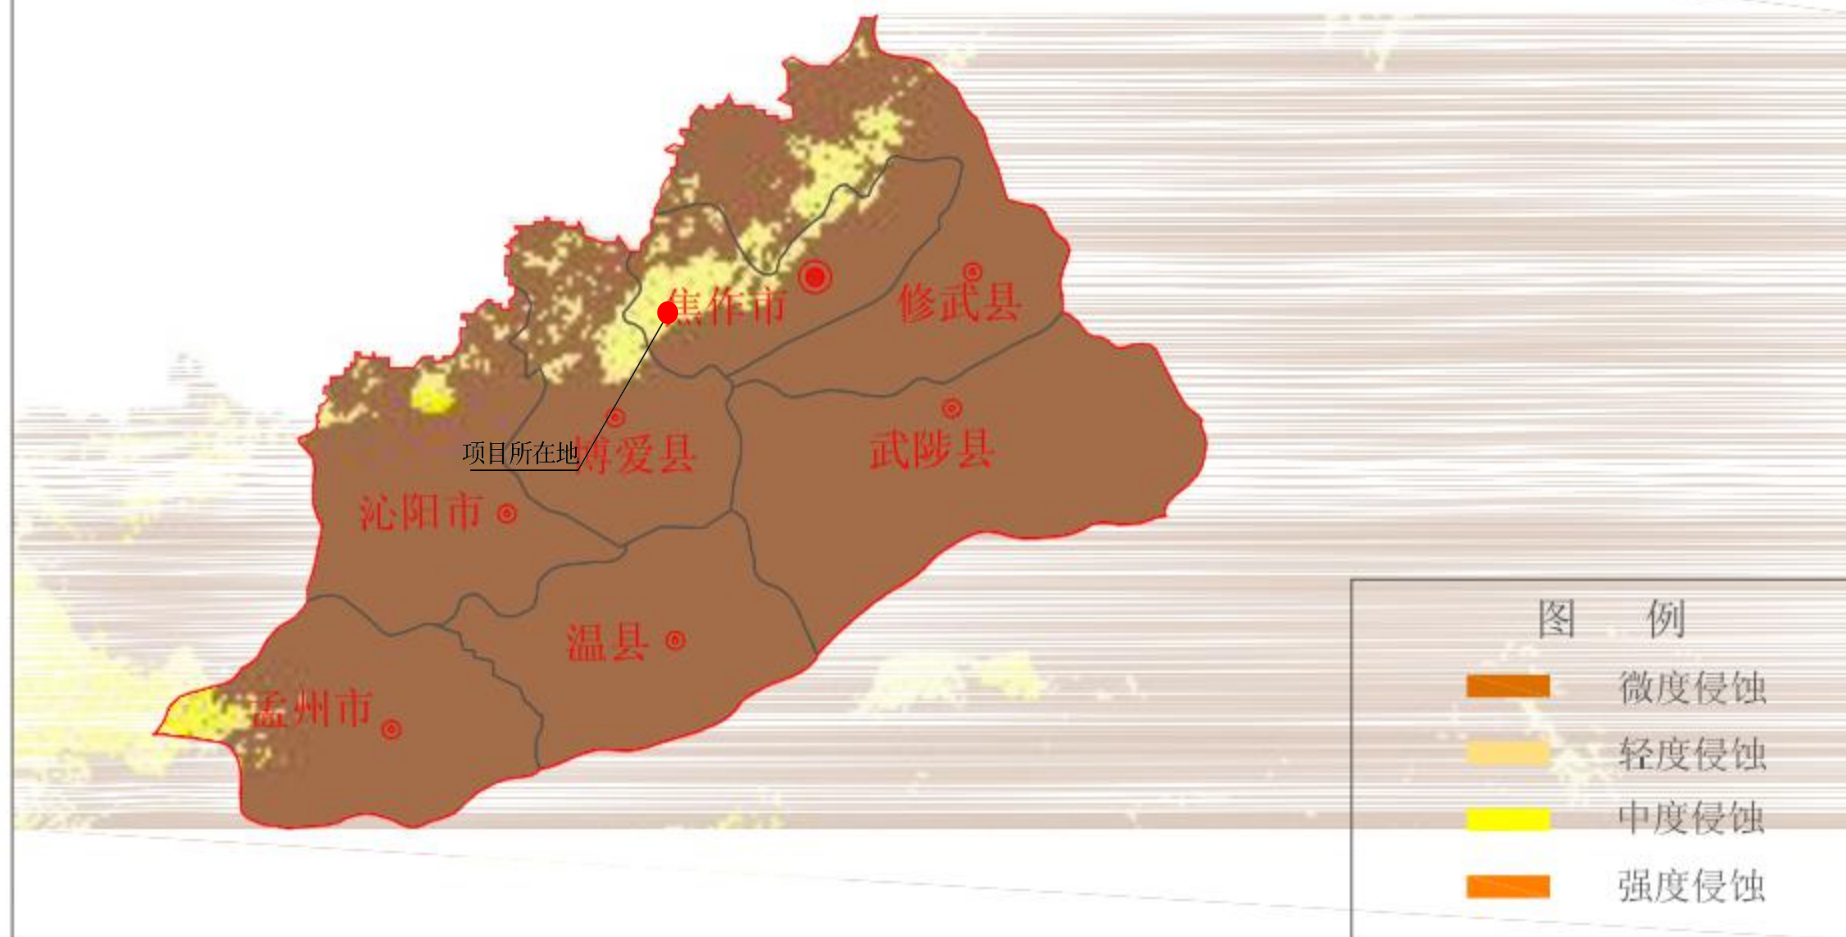 焦作市
修武县
博爱县
武陟县
项目所在地
沁阳市
温县
孟州市
图 例
微度侵蚀
轻度侵蚀
中度侵蚀
强度侵蚀